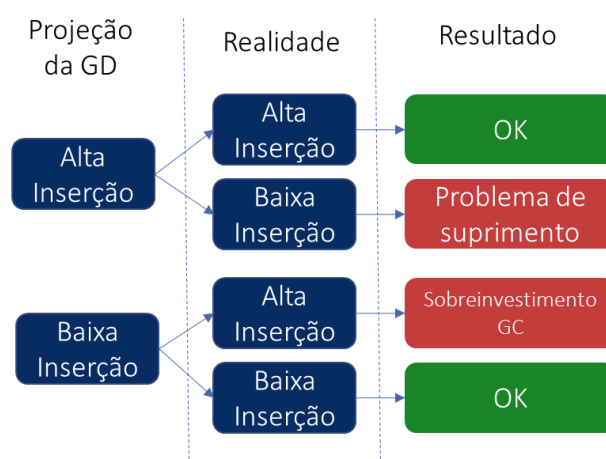 Projeção
da GD
Realidade
Resultado
Alta
Inserção
Alta
Inserção
OK
Baixa
Inserção
Problema de
suprimento
Baixa
Inserção
Alta
Inserção
Sobreinvestimento
GC
Baixa
Inserção
OK